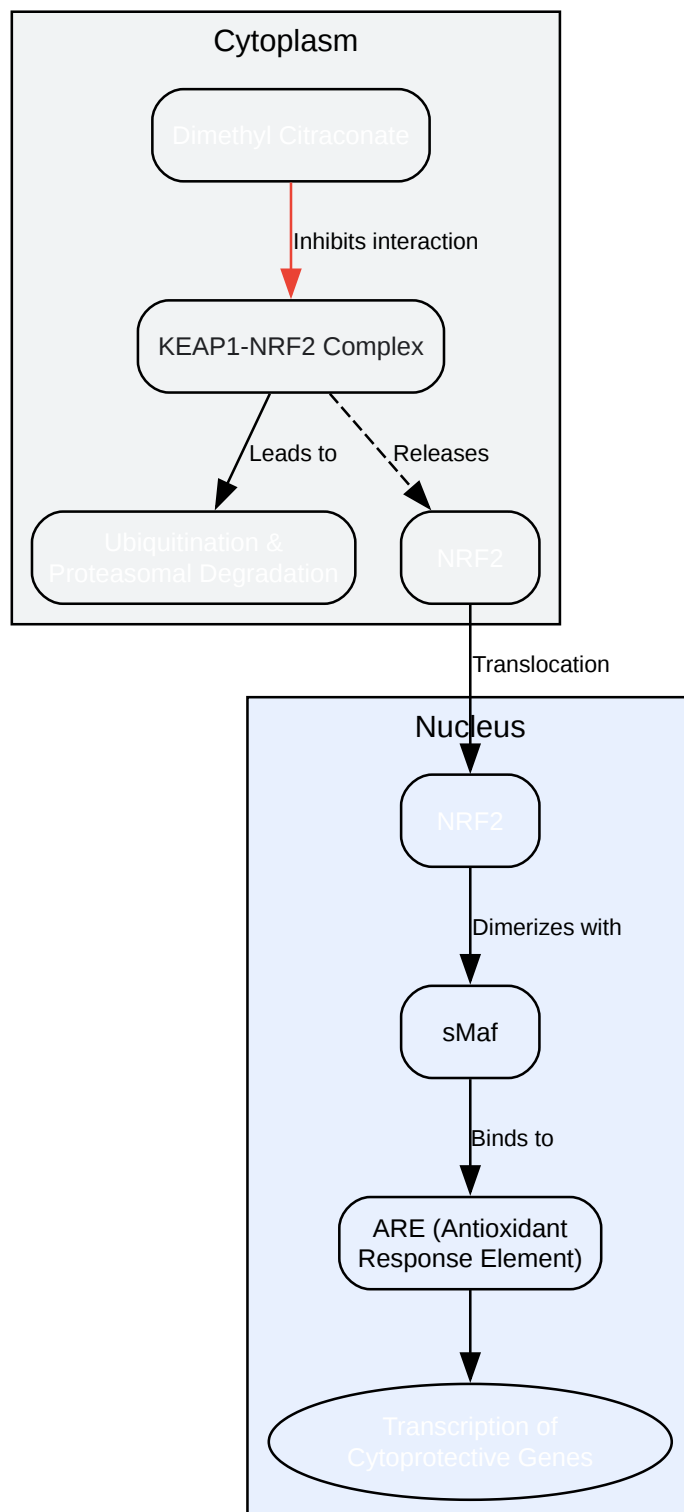 Cytoplasm
Dimethyl Citraconate
Inhibits interaction
KEAP1-NRF2 Complex
Leads to
Releases
Ubiquitination &
Proteasomal Degradation
NRF2
Translocation
Nucleus
NRF2
Dimerizes with
sMaf
Binds to
ARE (Antioxidant
Response Element)
Transcription of
Cytoprotective Genes